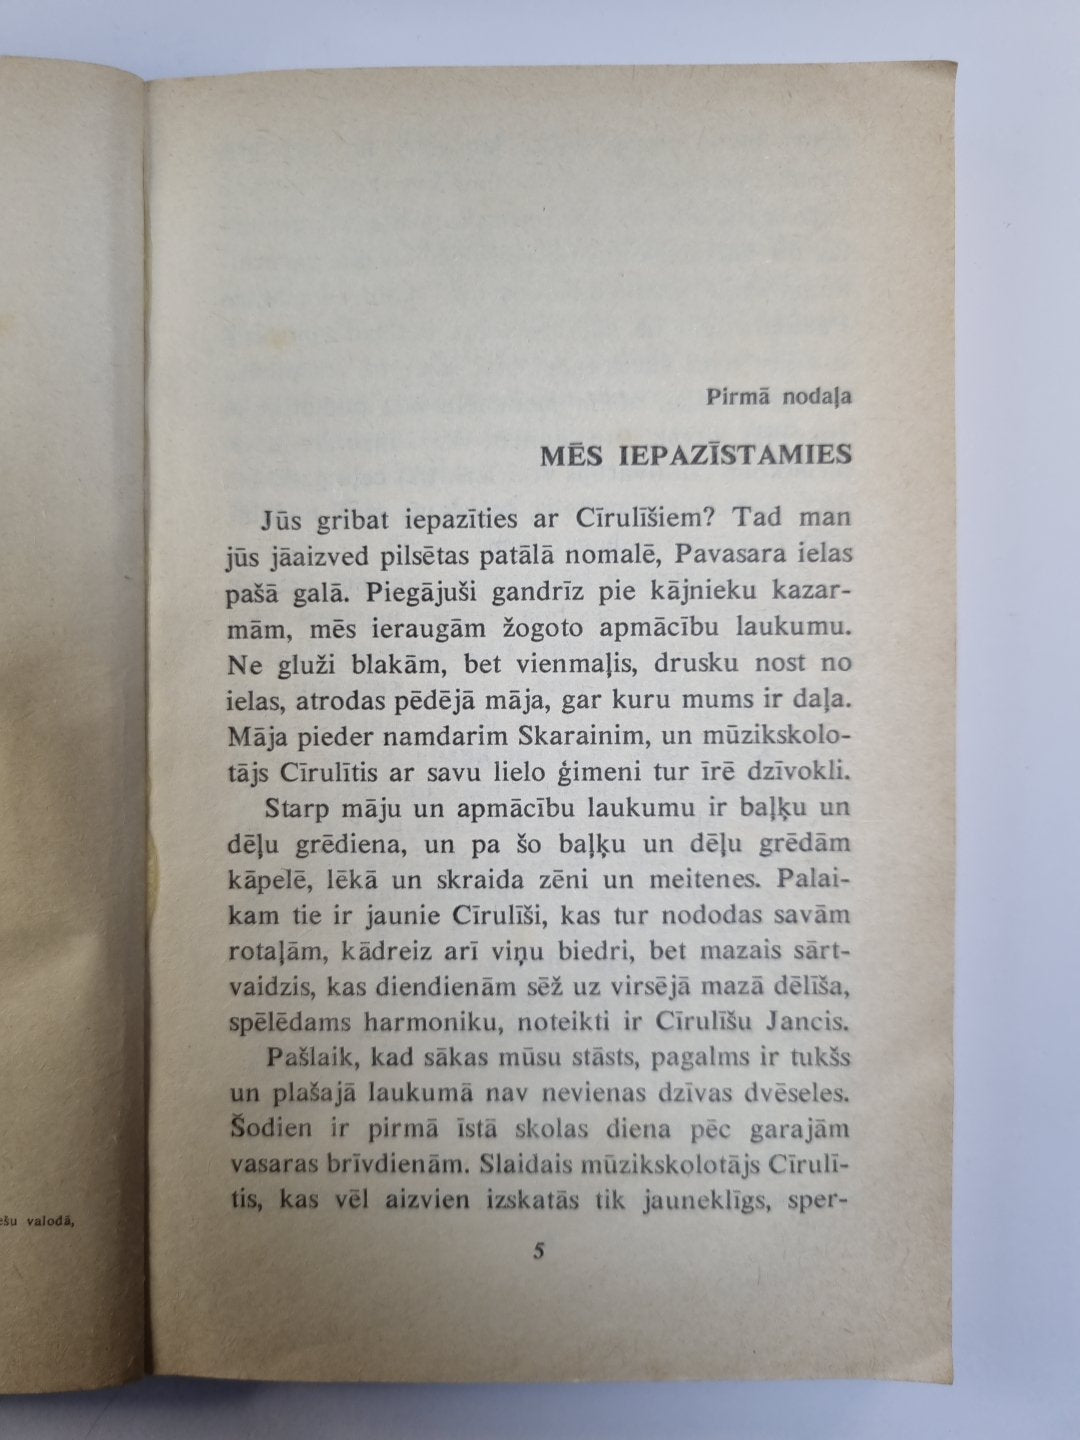 Pirmā nodaļa
MĒS IEPAZĪSTAMIES
Jūs gribat iepazīties ar Cīrulīšiem? Tad man
jūs jāaizved pilsētas patālā nomalē, Pavasara ielas
pašā galā. Piegājuši gandrīz pie kājnieku kazar-
mām, mēs ieraugām žogoto apmācību laukumu.
Ne gluži blakām, bet vienmaļis, drusku nost no
ielas, atrodas pēdējā māja, gar kuru mums ir daļa.
Māja pieder namdarim Skarainim, un mūzikskolo-
tājs Cīrulītis ar savu lielo ģimeni tur īrē dzīvokli.
Starp māju un apmācību laukumu ir baļķu un
dēļu grēdiena, un pa šo baļķu un dēļu grēdām
kāpelē, lēkā un skraida zēni un meitenes. Palai-
kam tie ir jaunie Cīrulīši, kas tur nododas savām
rotaļām, kādreiz arī viņu biedri, bet mazais sārt-
vaidzis, kas diendienām sēž uz virsējā mazā dēlīša,
spēlēdams harmoniku, noteikti ir Cīrulīšu Jancis.
Pašlaik, kad sākas mūsu stāsts, pagalms ir tukšs
un plašajā laukumā nav nevienas dzīvas dvēseles.
Šodien ir pirmā īstā skolas diena pēc garajām
vasaras brīvdienām. Slaidais mūzikskolotājs Cīrulī-
tis, kas vēl aizvien izskatās tik jauneklīgs, sper-
5
valodā,